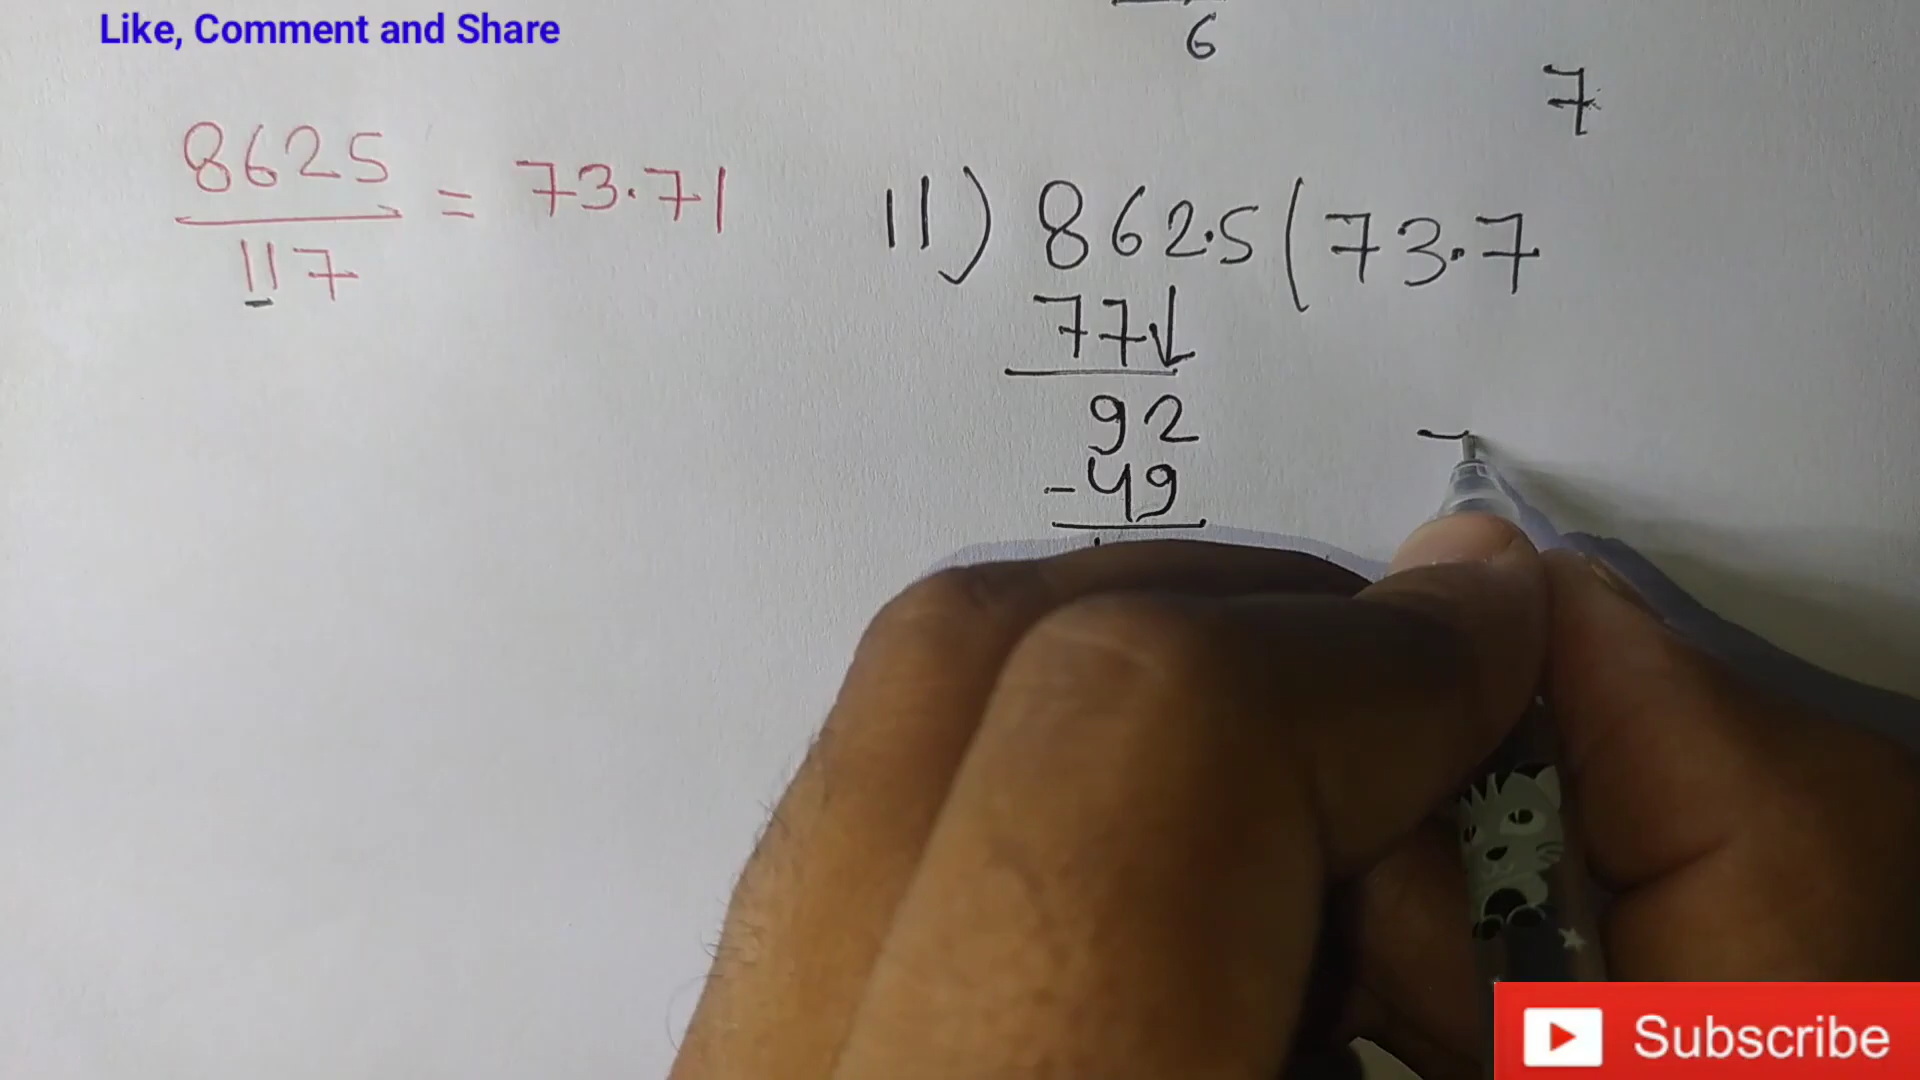 Like, Comment and Share
6
7
8625
117
= 73.71
11) 862.5 (73.7
77
92
-49
Subscribe